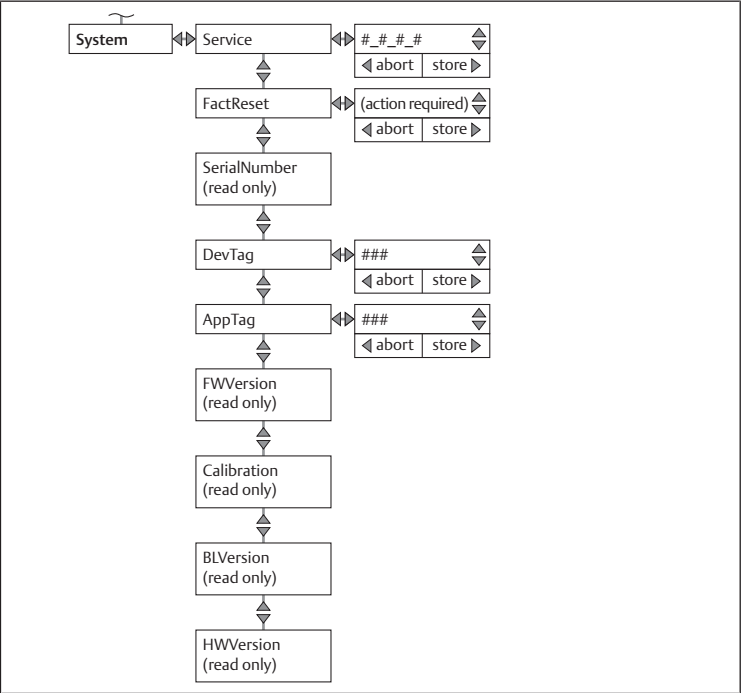 System
Service
#_#_#_#
abort
store
FactReset
(action required)
abort
store
SerialNumber
(read only)
DevTag
###
abort
store
AppTag
###
abort
store
FWVersion
(read only)
Calibration
(read only)
BLVersion
(read only)
HWVersion
(read only)